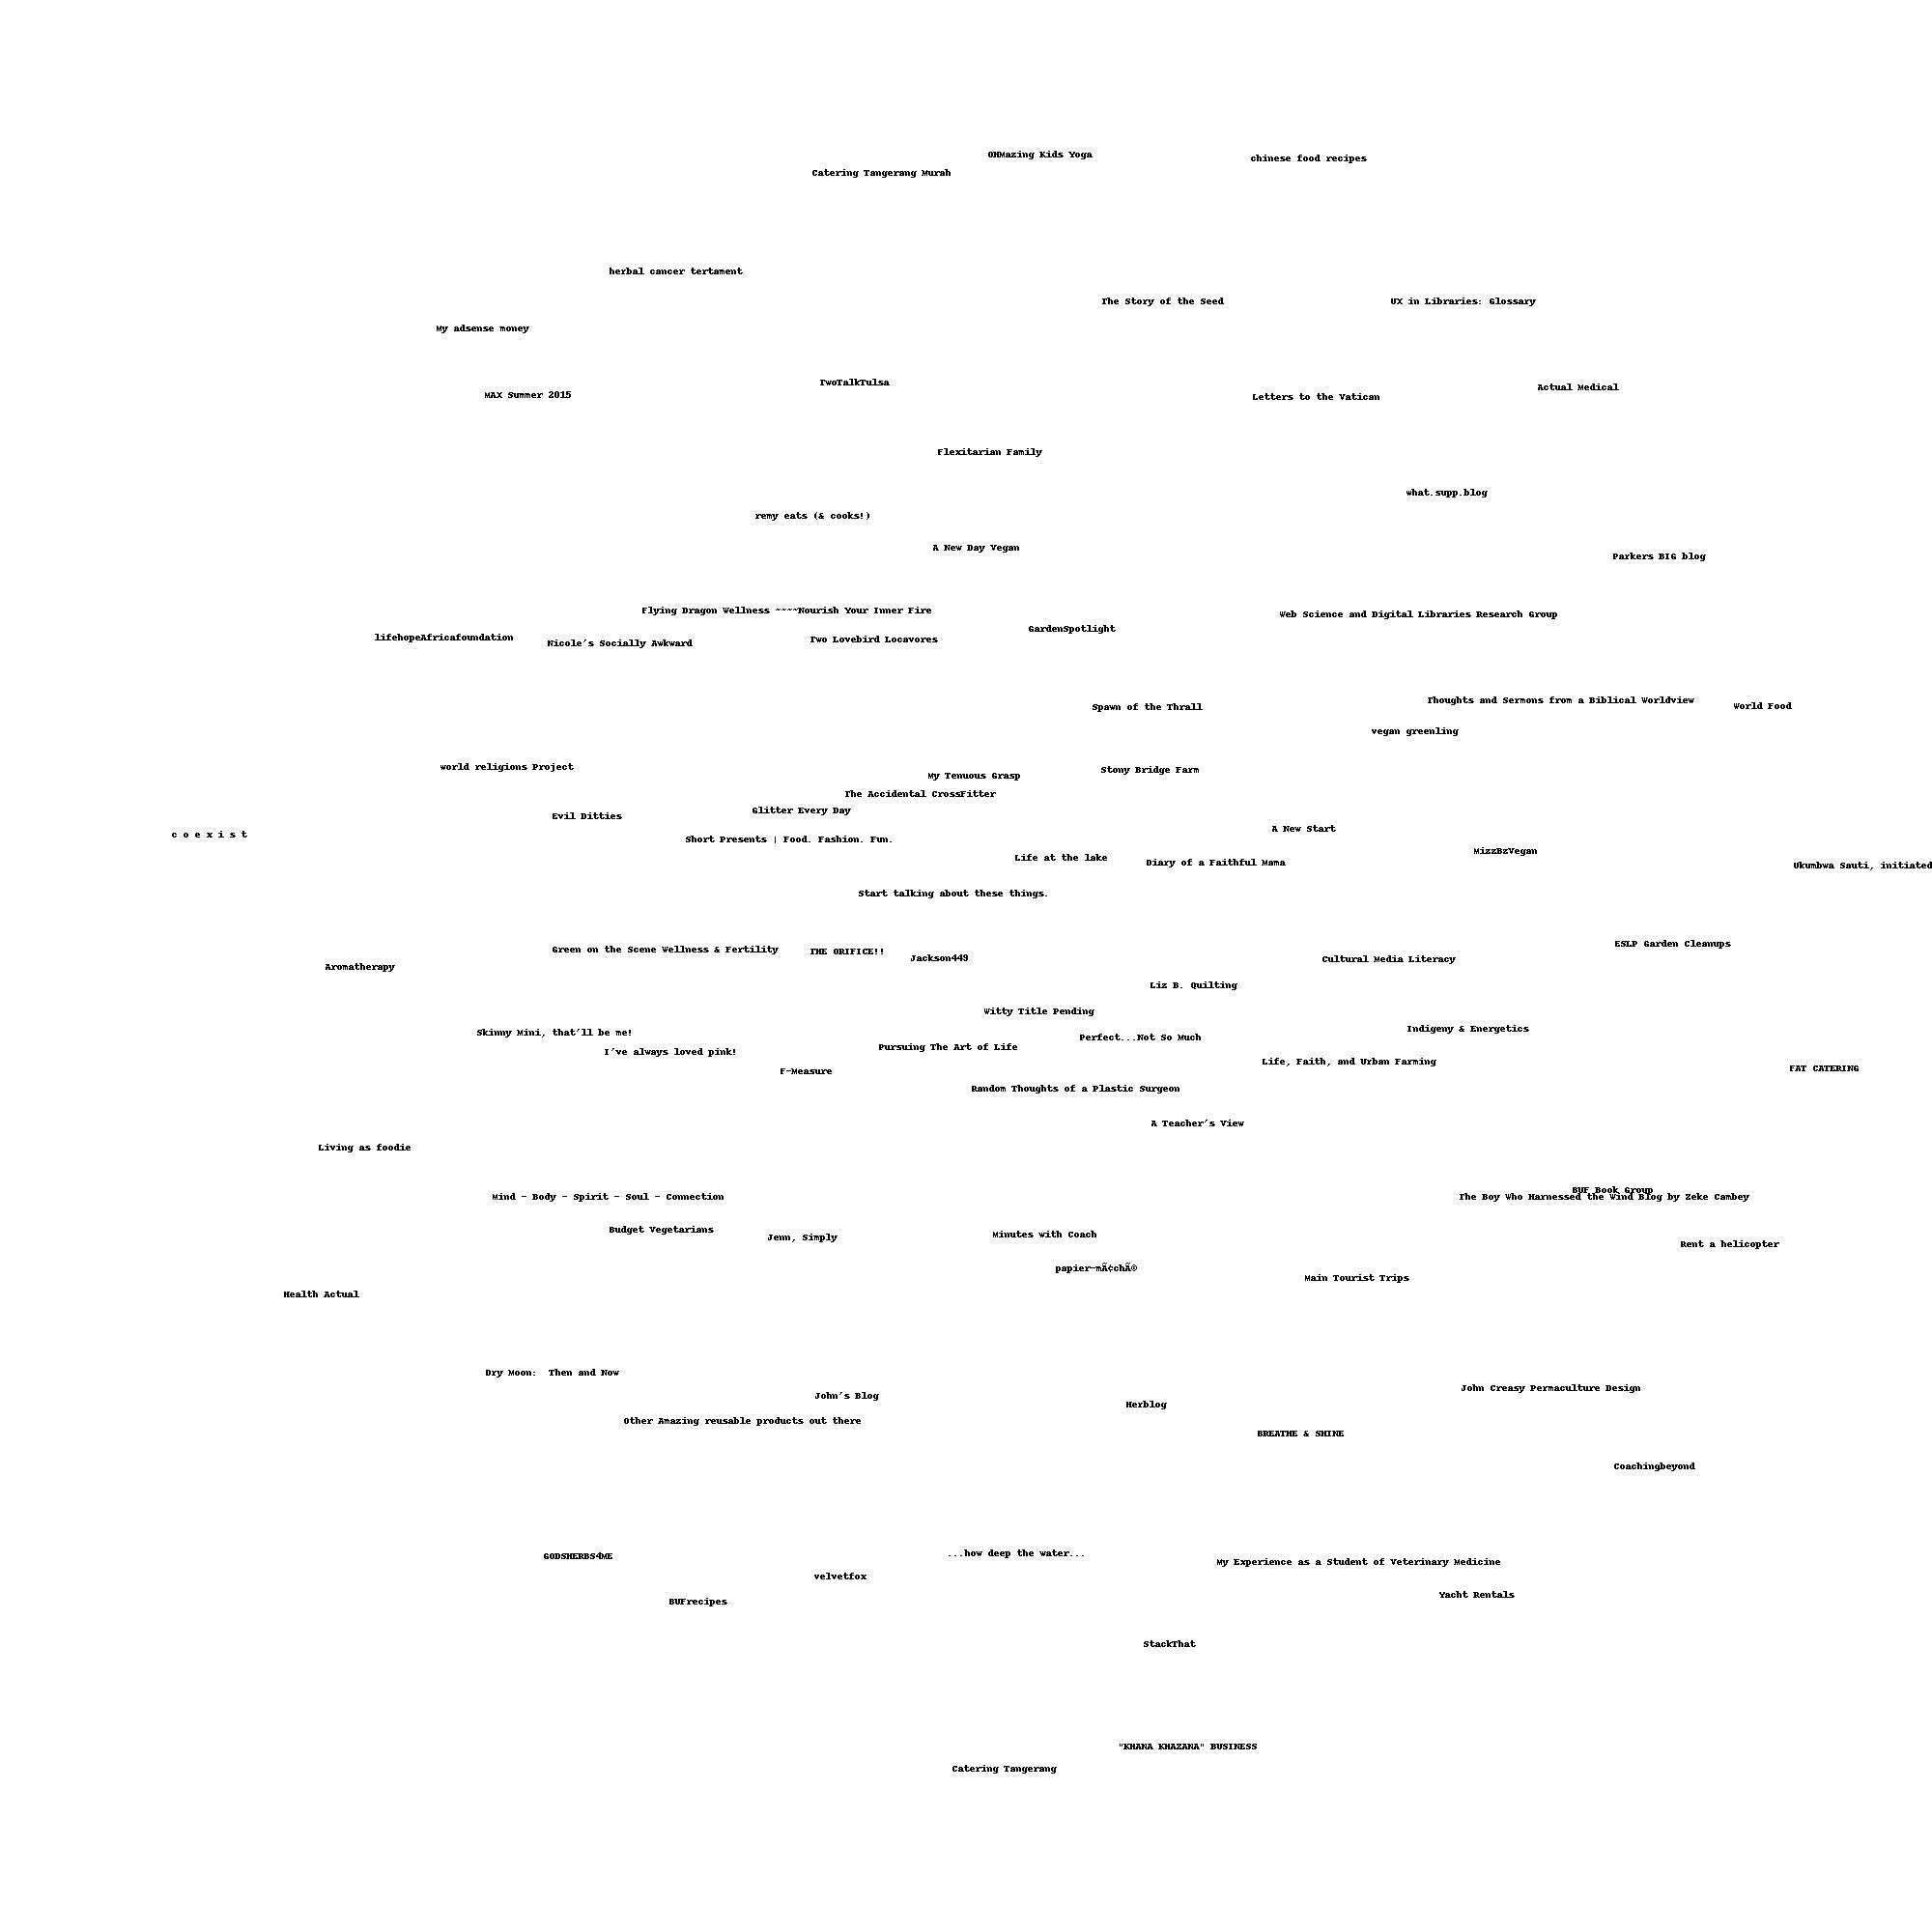 OHMazing Kids Yoga
chinese food recipes
Catering Tangerang Murah
herbal cancer tertament
The Story of the Seed
UX in Libraries: Glossary
My adsense money
TwoTalkTulsa
Actual Medical
MAX Summer 2015
Letters to the Vatican
Flexitarian Family
what.supp.blog
remy eats (& cooks!)
A New Day Vegan
Parkers BIG blog
Flying Dragon Wellness ~~~~Nourish Your Inner Fire
Web Science and Digital Libraries Research Group
GardenSpotlight
lifehopeAfricafoundation
Nicole's Socially Awkward
Two Lovebird Locavores
Thoughts and Sermons from a Biblical Worldview
World Food
Spawn of the Thrall
vegan greenling
world religions Project
Stony Bridge Farm
My Tenuous Grasp
The Accidental CrossFitter
Glitter Every Day
Evil Ditties
A New Start
c o e x i s t
Short Presents | Food. Fashion. Fun.
MizzBzVegan
Life at the lake
Diary of a Faithful Mama
Ukumbwa Sauti, initiated
Start talking about these things.
ESLP Garden Cleanups
Green on the Scene Wellness & Fertility
THE ORIFICE!!
Jackson449
Cultural Media Literacy
Aromatherapy
Liz B. Quilting
Witty Title Pending
Indigeny & Energetics
Skinny Mini, that'll be me!
Perfect...Not So Much
Pursuing The Art of Life
I've always loved pink!
Life, Faith, and Urban Farming
FAT CATERING
F-Measure
Random Thoughts of a Plastic Surgeon
A Teacher's View
Living as foodie
BUF Book Group
Mind - Body - Spirit - Soul - Connection
The Boy Who Harnessed the Wind Blog by Zeke Cambey
Budget Vegetarians
Minutes with Coach
Jenn, Simply
Rent a helicopter
papier-mÃ¢chÃ©
Main Tourist Trips
Health Actual
Dry Moon:  Then and Now
John Creasy Permaculture Design
John's Blog
Herblog
Other Amazing reusable products out there
BREATHE & SHINE
Coachingbeyond
...how deep the water...
GODSHERBS4ME
My Experience as a Student of Veterinary Medicine
velvetfox
Yacht Rentals
BUFrecipes
StackThat
"KHANA KHAZANA" BUSINESS
Catering Tangerang